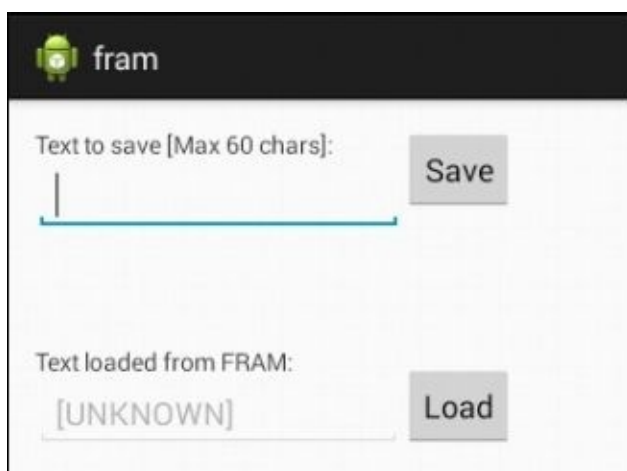 fram
Text to save [Max 60 chars]:
Save
Text loaded from FRAM:
[UNKNOWN]
Load